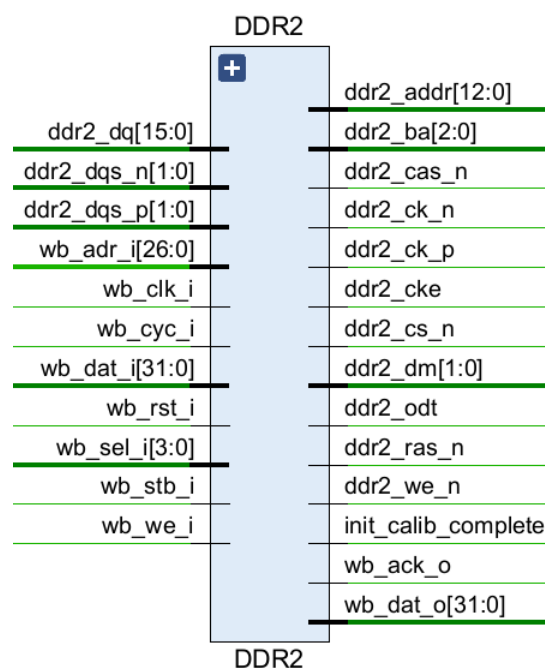 DDR2
ddr2_dq[15:0]
ddr2_dqs_n[1:0]
ddr2_dqs_p[1:0]
wb_adr_i[26:0]
wb_clk_i
wb_cyc_i
wb_dat_i[31:0]
wb_rst_i
wb_sel_i[3:0]
wb_stb_i
wb_we_i
ddr2_addr[12:0]
ddr2_ba[2:0]
ddr2_cas_n
ddr2_ck_n
ddr2_ck_p
ddr2_cke
ddr2_cs_n
ddr2_dm[1:0]
ddr2_odt
ddr2_ras_n
ddr2_we_n
init_calib_complete
wb_ack_o
wb_dat_o[31:0]
DDR2